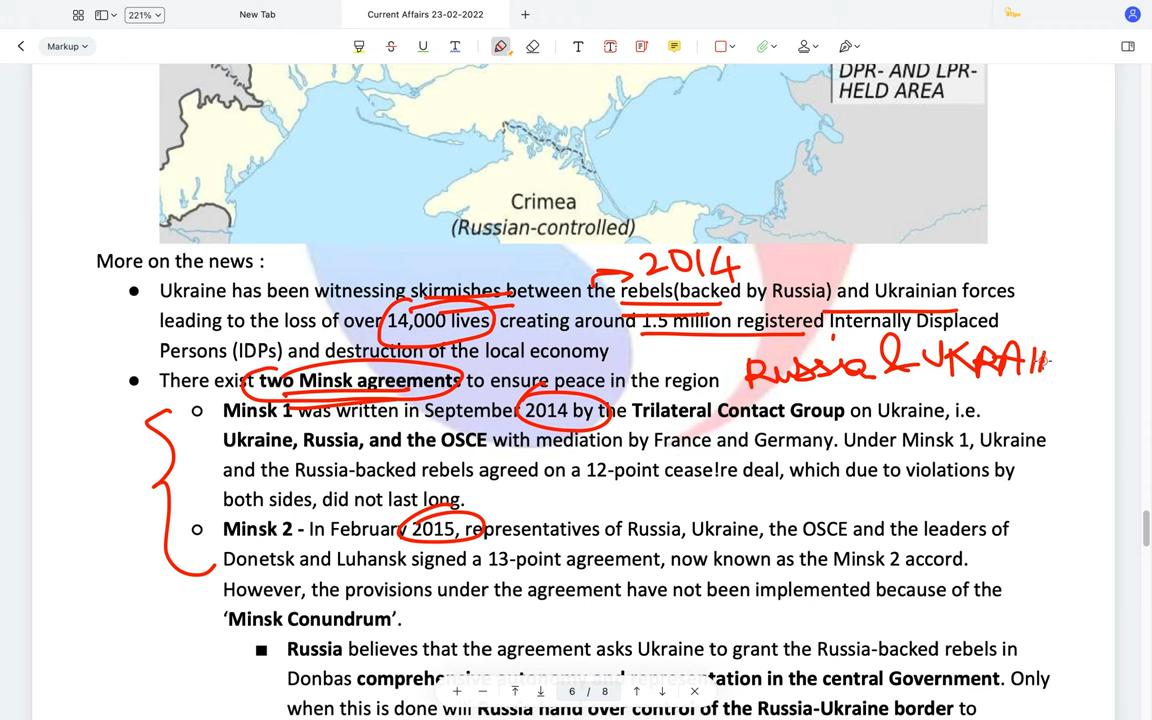 221%
New Tab
Current Affairs 23-02-2022
Markup
DPR- AND LPR-
HELD AREA
Crimea
(Russian-controlled)
More on the news :
2014
● Ukraine has been witnessing skirmishes between the rebels(backed by Russia) and Ukrainian forces
leading to the loss of over 14,000 lives, creating around 1.5 million registered Internally Displaced
Persons (IDPs) and destruction of the local economy
Russia & UKRAIN
● There exist two Minsk agreements to ensure peace in the region
○ Minsk 1 was written in September 2014 by the Trilateral Contact Group on Ukraine, i.e.
Ukraine, Russia, and the OSCE with mediation by France and Germany. Under Minsk 1, Ukraine
and the Russia-backed rebels agreed on a 12-point cease!re deal, which due to violations by
both sides, did not last long.
○ Minsk 2 - In February 2015, representatives of Russia, Ukraine, the OSCE and the leaders of
Donetsk and Luhansk signed a 13-point agreement, now known as the Minsk 2 accord.
However, the provisions under the agreement have not been implemented because of the
‘Minsk Conundrum’.
■ Russia believes that the agreement asks Ukraine to grant the Russia-backed rebels in
Donbas comprehensive autonomy and representation in the central Government. Only
6 / 8
when this is done will Russia hand over control of the Russia-Ukraine border to